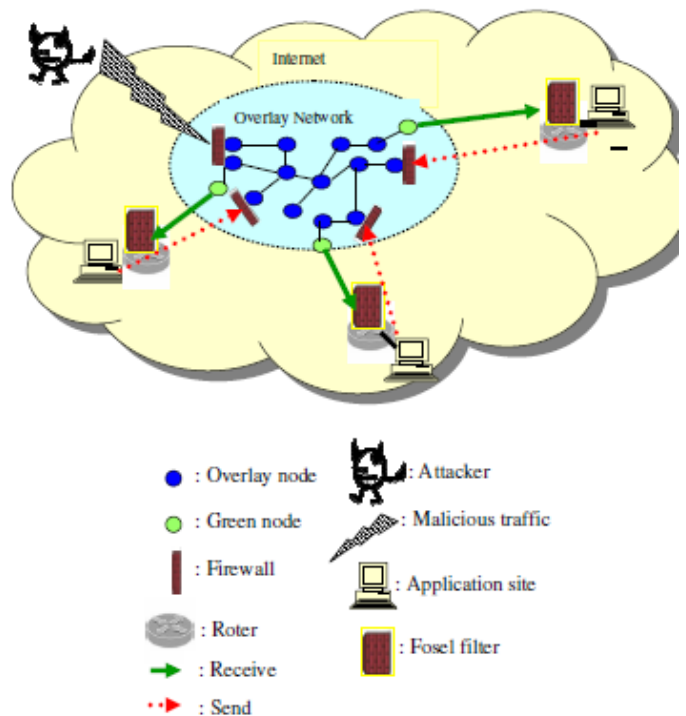 Internet
Overlay Network
: Overlay node
: Attacker
: Green node
: Malicious traffic
: Firewall
: Application site
: Roter
: Fosel filter
: Receive
: Send